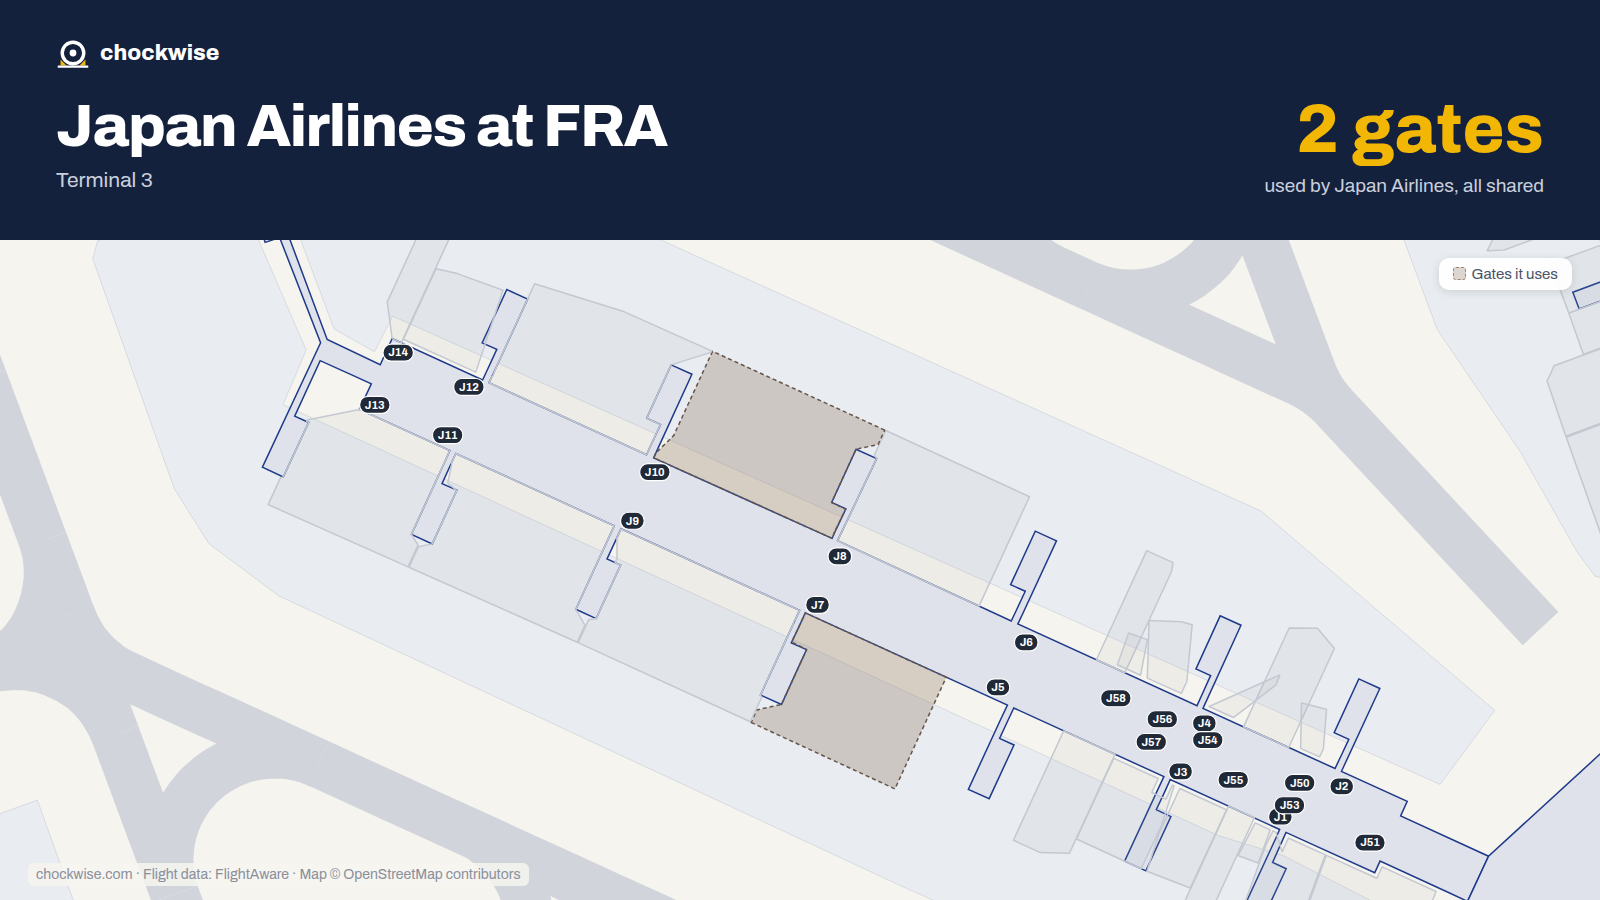 chockwise
Japan Airlines at FRA
Terminal 3
2 gates
used by Japan Airlines, all shared
Gates it uses
J14
J12
J13
J11
J10
J9
J8
J7
J6
J5
J58
J56
J4
J57
J54
J3
J55
J50
J2
J53
J1
J51
chockwise.com · Flight data: FlightAware · Map © OpenStreetMap contributors